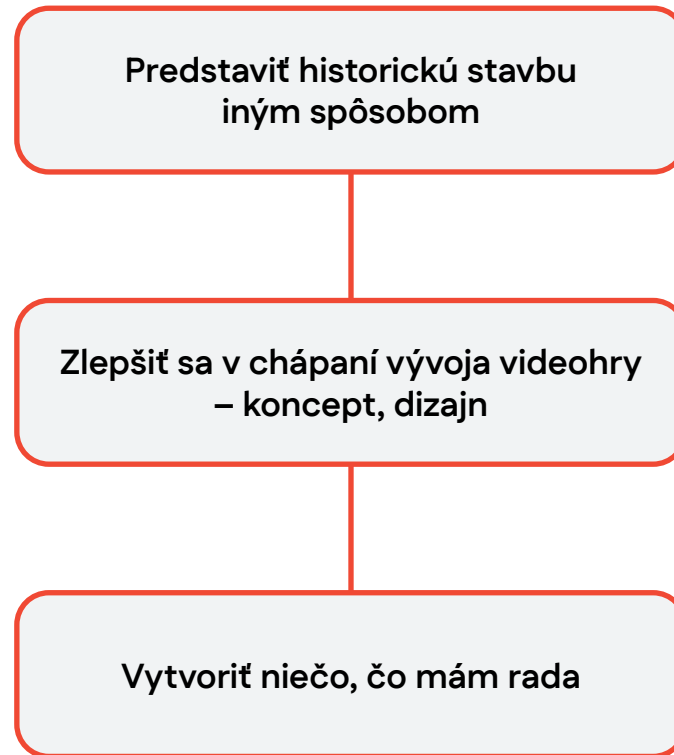 Predstaviť historickú stavbu
iným spôsobom
Zlepšiť sa v chápaní vývoja videohry
– koncept, dizajn
Vytvoriť niečo, čo mám rada